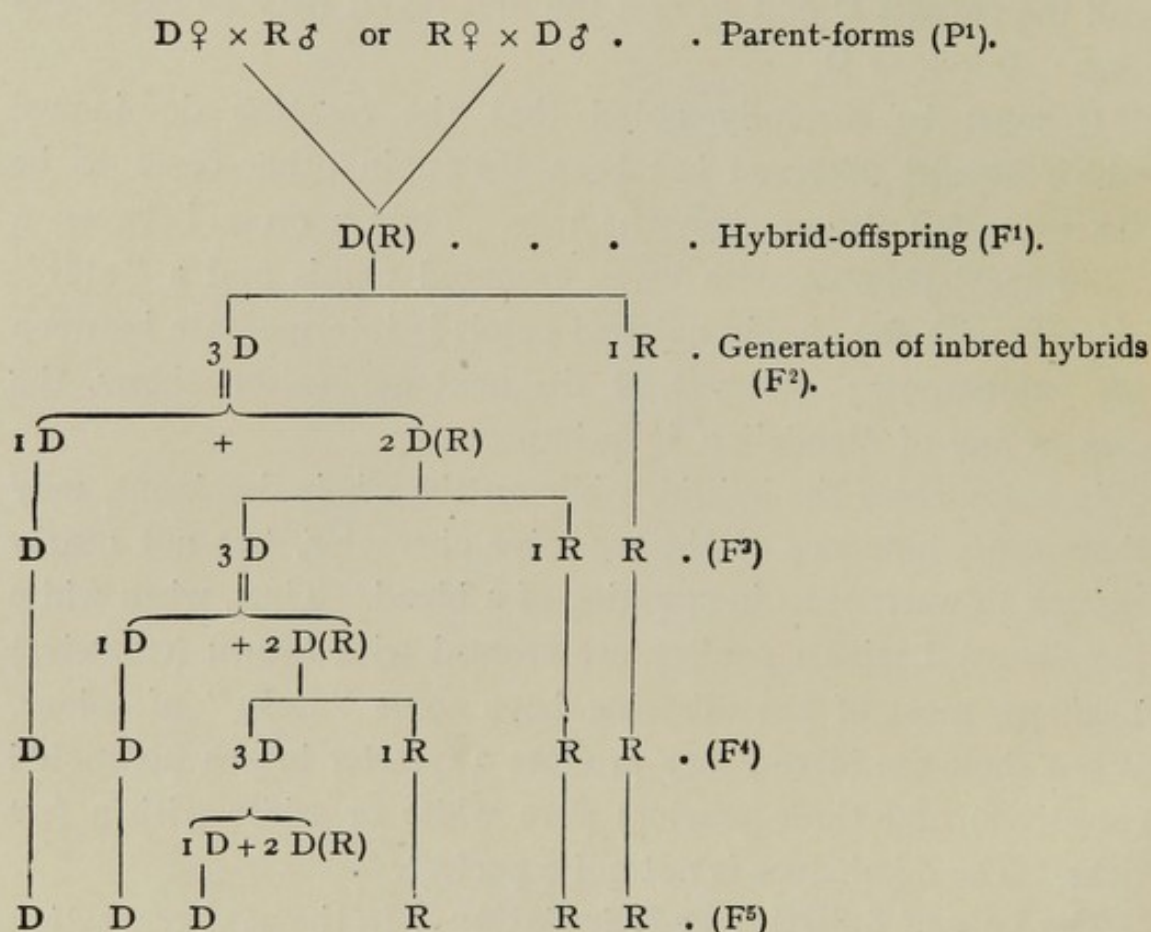 D♀ × R♂ or R♀ × D♂ . . Parent-forms (P¹).
D(R) . . . . Hybrid-offspring (F¹).
3 D 1 R . Generation of inbred hybrids
(F²).
1 D + 2 D(R)
D 3 D 1 R R . (F³)
1 D + 2 D(R)
D D 3 D 1 R R R . (F⁴)
1 D + 2 D(R)
D D D R R R . (F⁵)